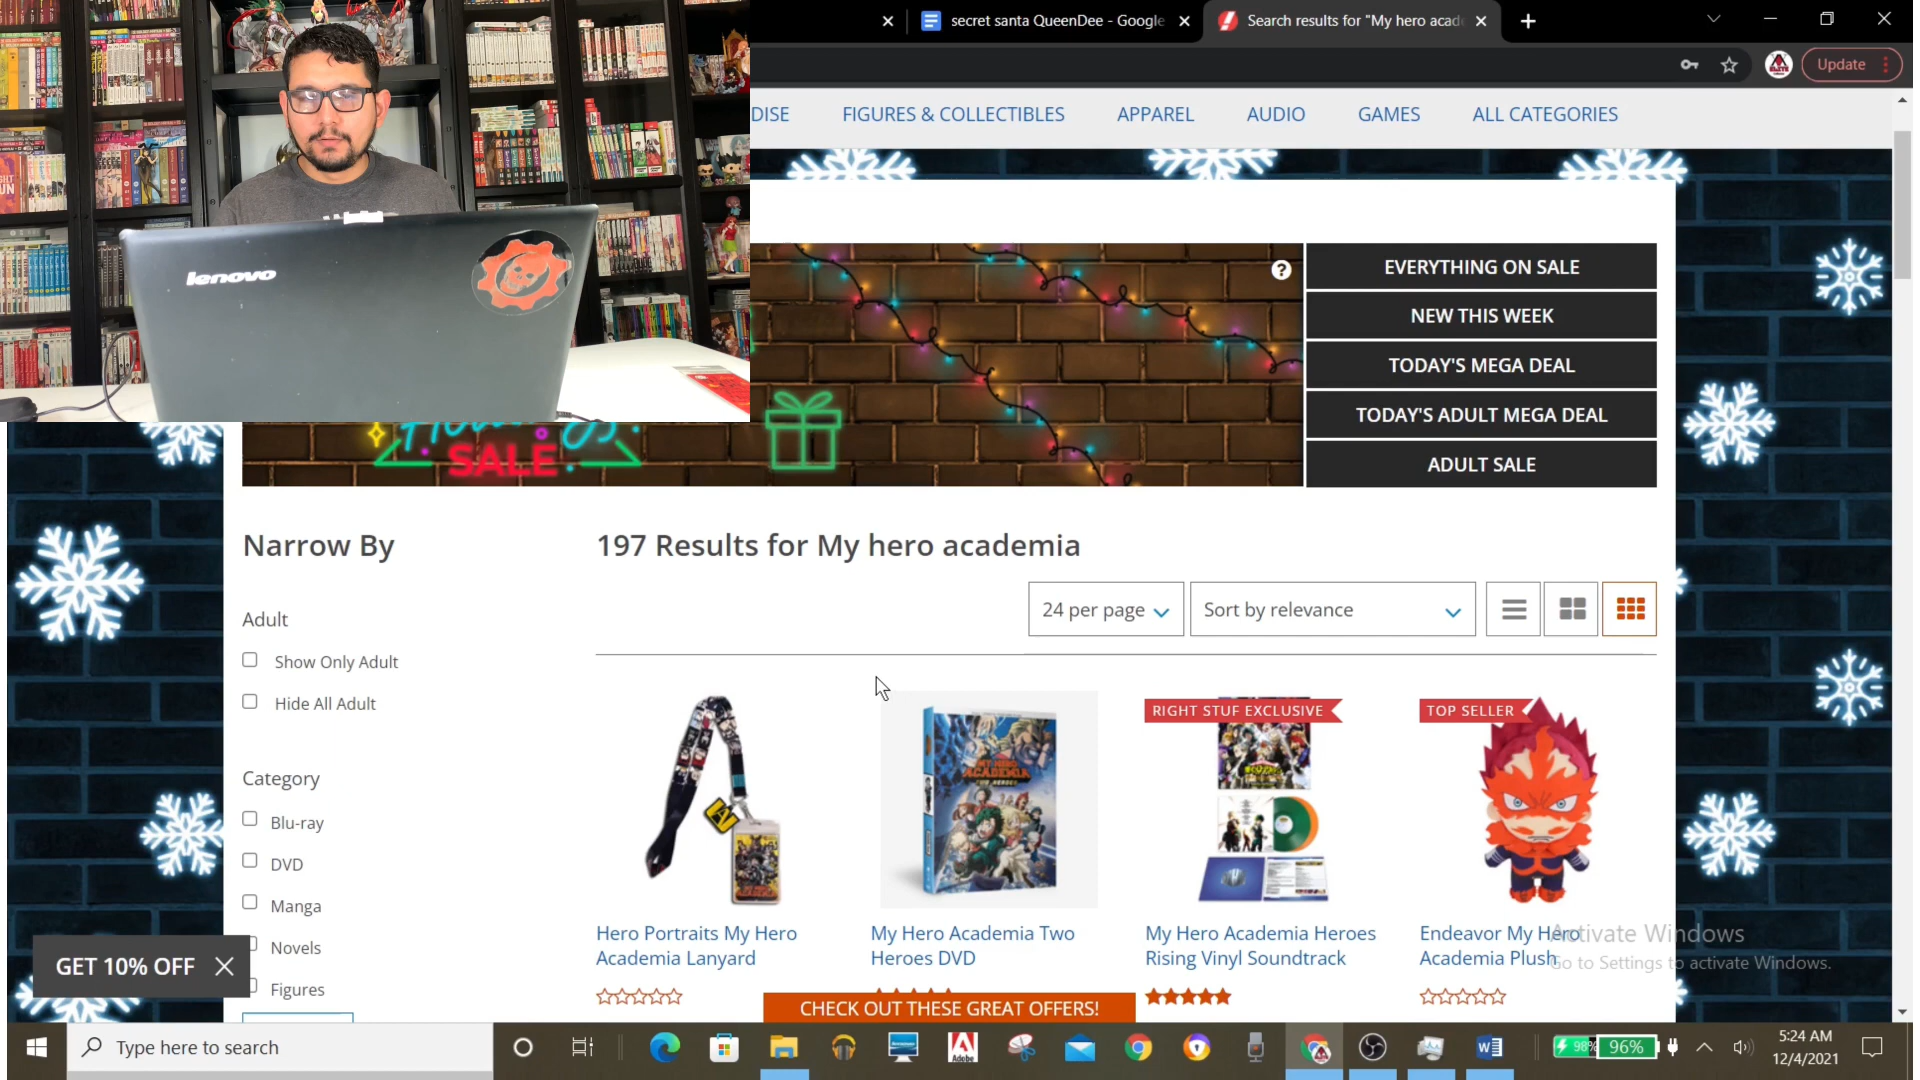 secret santa QueenDee - Google
Search results for "My hero acade
Update
DISE
FIGURES & COLLECTIBLES
APPAREL
AUDIO
GAMES
ALL CATEGORIES
lenovo
EVERYTHING ON SALE
NEW THIS WEEK
TODAY'S MEGA DEAL
TODAY'S ADULT MEGA DEAL
ADULT SALE
SALE
Narrow By
197 Results for My hero academia
24 per page
Sort by relevance
Adult
Show Only Adult
Hide All Adult
Category
Blu-ray
DVD
Manga
Novels
Figures
RIGHT STUF EXCLUSIVE
TOP SELLER
Hero Portraits My Hero
Academia Lanyard
My Hero Academia Two
Heroes DVD
My Hero Academia Heroes
Rising Vinyl Soundtrack
Endeavor My Hero
Academia Plush
Activate Windows
Go to Settings to activate Windows.
GET 10% OFF
CHECK OUT THESE GREAT OFFERS!
Type here to search
98%
96%
5:24 AM
12/4/2021